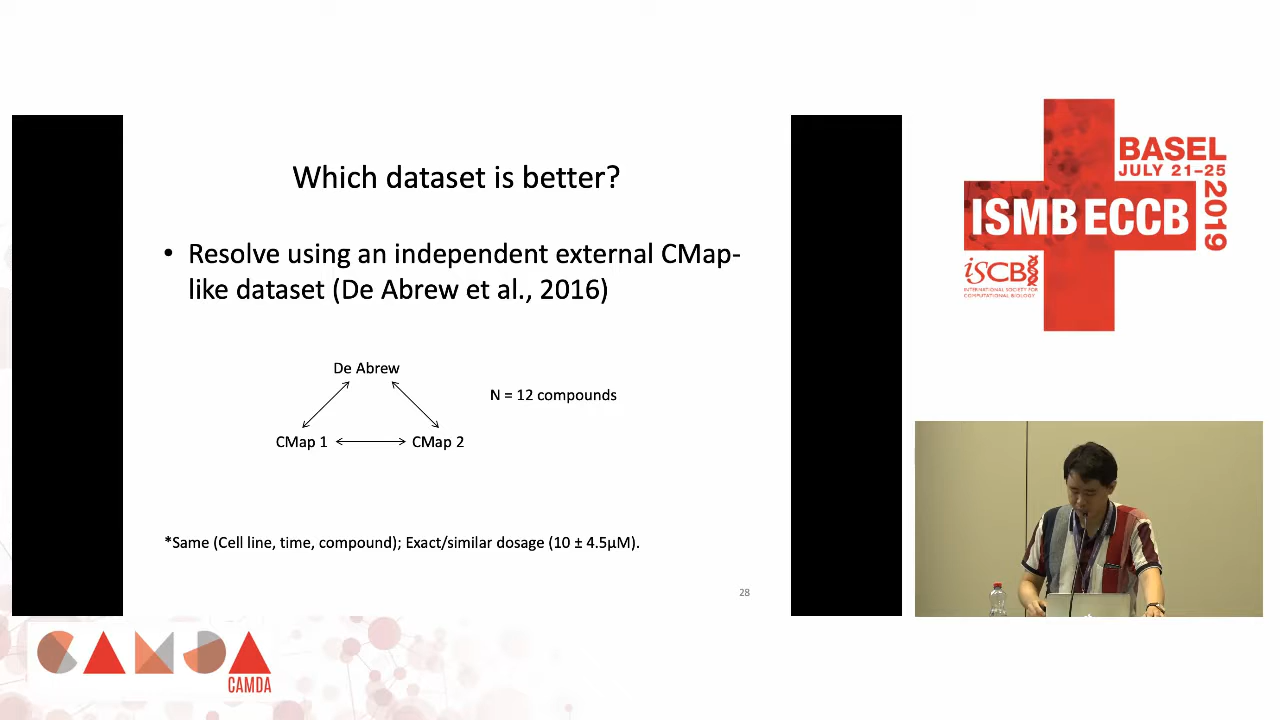 Which dataset is better?
• Resolve using an independent external CMap-
like dataset (De Abrew et al., 2016)
De Abrew
N = 12 compounds
CMap 1
CMap 2
*Same (Cell line, time, compound); Exact/similar dosage (10 ± 4.5µM).
28
BASEL
JULY 21–25
2019
ISMB ECCB
ISCB
INTERNATIONAL SOCIETY FOR
COMPUTATIONAL BIOLOGY
CAMDA
CAMDA